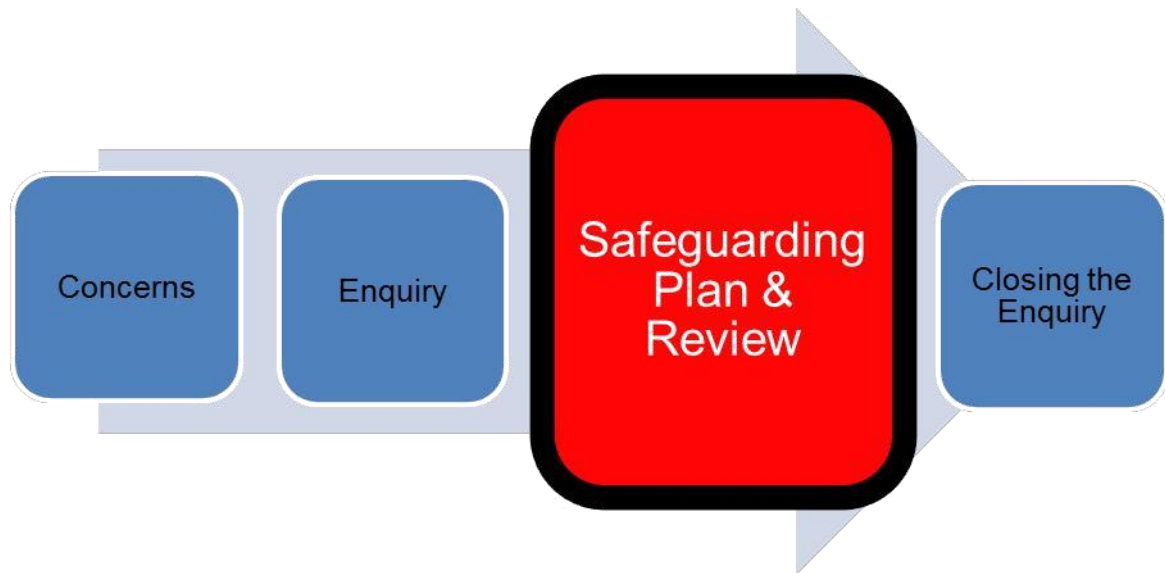 Concerns
Enquiry
Safeguarding
Plan &
Review
Closing the
Enquiry